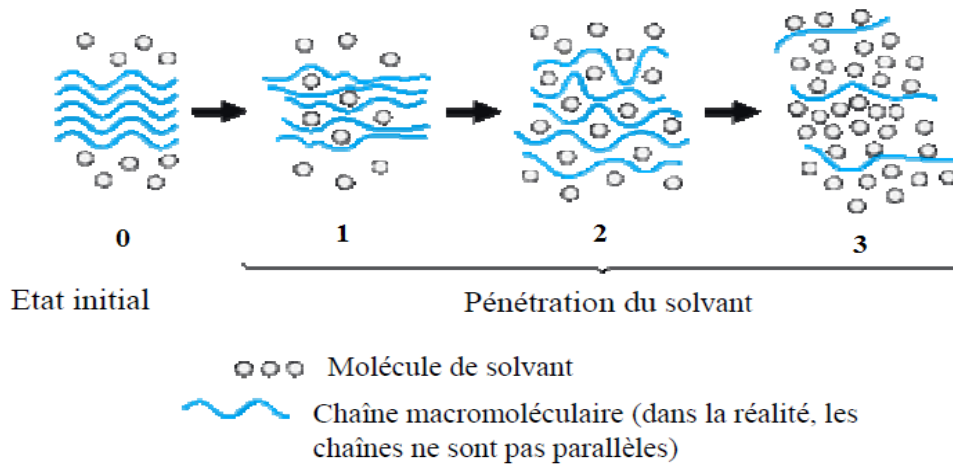 0
1
2
3
Etat initial
Pénétration du solvant
Molécule de solvant
Chaîne macromoléculaire (dans la réalité, les
chaînes ne sont pas parallèles)